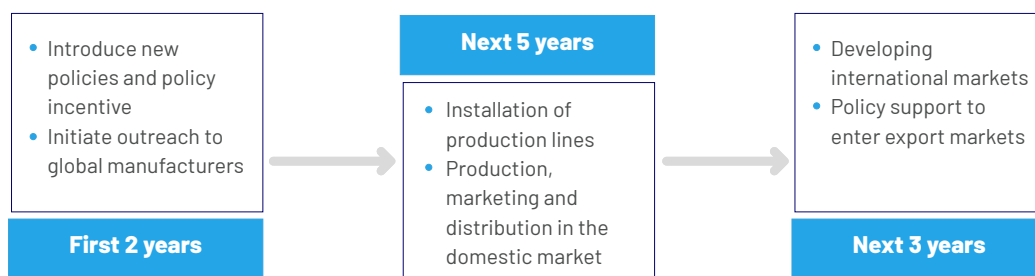 • Introduce new
policies and policy
incentive
• Initiate outreach to
global manufacturers
First 2 years
Next 5 years
• Installation of
production lines
• Production,
marketing and
distribution in the
domestic market
• Developing
international markets
• Policy support to
enter export markets
Next 3 years